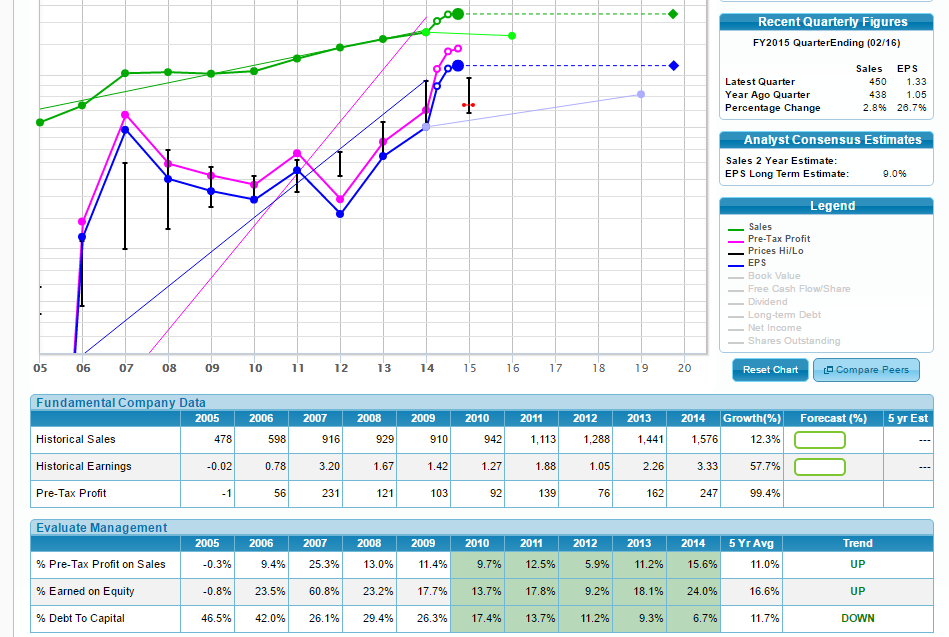 Recent Quarterly Figures
FY2015 QuarterEnding (02/16)
Sales EPS
Latest Quarter 450 1.33
Year Ago Quarter 438 1.05
Percentage Change 2.8% 26.7%
Analyst Consensus Estimates
Sales 2 Year Estimate:
EPS Long Term Estimate: 9.0%
Legend
Sales
Pre-Tax Profit
Prices Hi/Lo
EPS
Book Value
Free Cash Flow/Share
Dividend
Long-term Debt
Net Income
Shares Outstanding
05 06 07 08 09 10 11 12 13 14 15 16 17 18 19 20
Reset Chart Compare Peers
Fundamental Company Data
2005 2006 2007 2008 2009 2010 2011 2012 2013 2014 Growth(%) Forecast (%) 5 yr Est
Historical Sales 478 598 916 929 910 942 1,113 1,288 1,441 1,576 12.3% ---
Historical Earnings -0.02 0.78 3.20 1.67 1.42 1.27 1.88 1.05 2.26 3.33 57.7% ---
Pre-Tax Profit -1 56 231 121 103 92 139 76 162 247 99.4%
Evaluate Management
2005 2006 2007 2008 2009 2010 2011 2012 2013 2014 5 Yr Avg Trend
% Pre-Tax Profit on Sales -0.3% 9.4% 25.3% 13.0% 11.4% 9.7% 12.5% 5.9% 11.2% 15.6% 11.0% UP
% Earned on Equity -0.8% 23.5% 60.8% 23.2% 17.7% 13.7% 17.8% 9.2% 18.1% 24.0% 16.6% UP
% Debt To Capital 46.5% 42.0% 26.1% 29.4% 26.3% 17.4% 13.7% 11.2% 9.3% 6.7% 11.7% DOWN